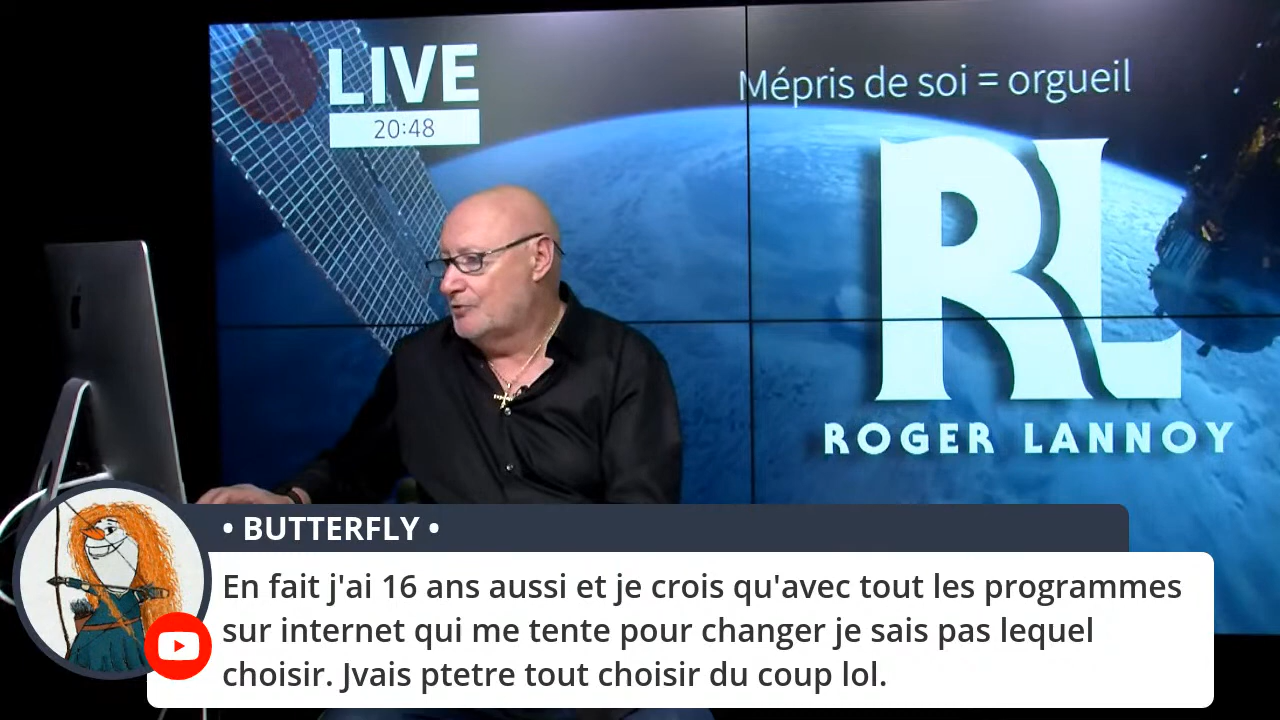 LIVE
20:48
Mépris de soi = orgueil
RL
ROGER LANNOY
• BUTTERFLY •
En fait j'ai 16 ans aussi et je crois qu'avec tout les programmes
sur internet qui me tente pour changer je sais pas lequel
choisir. Jvais ptetre tout choisir du coup lol.